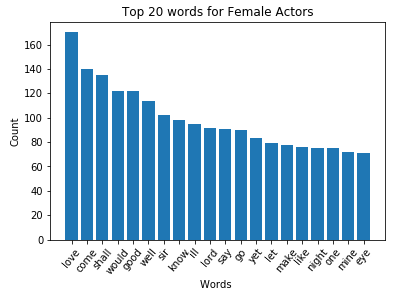 Top 20 words for Female Actors
Count
160
140
120
100
80
60
40
20
0
love come shall would good well sir know ill lord say go yet let make like night one mine eye
Words